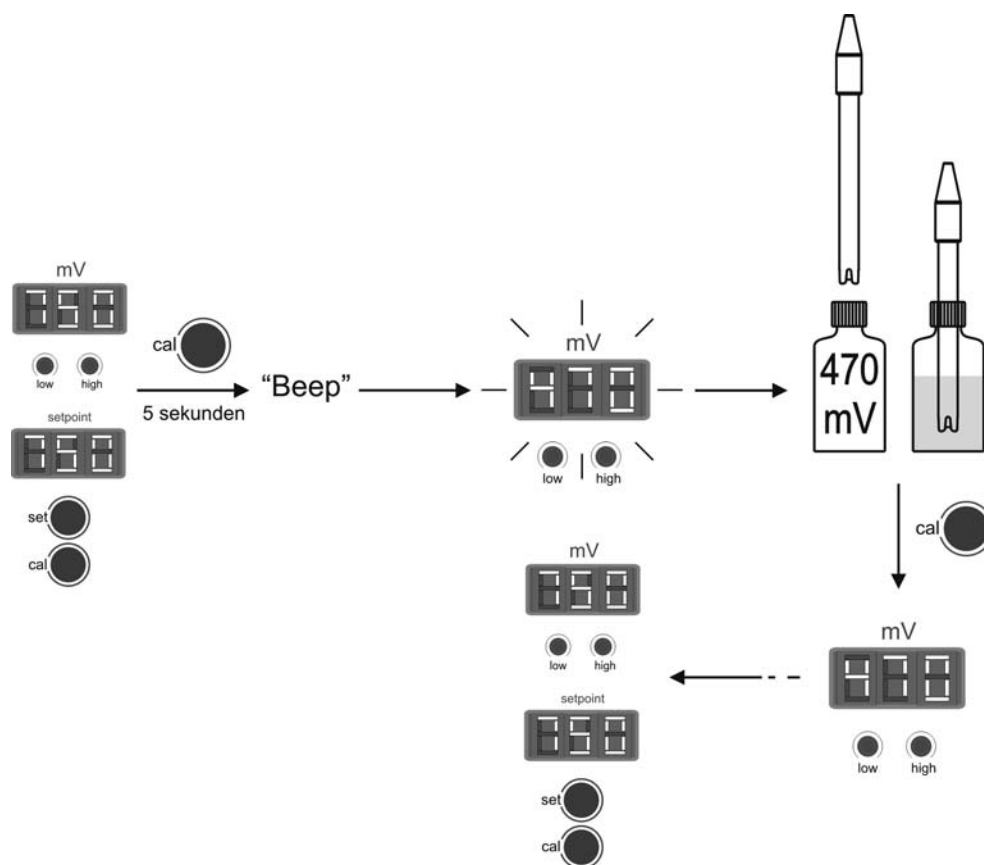 mV
low high
setpoint
set
cal
cal
5 sekunden
“Beep”
mV
low high
470
mV
cal
mV
low high
mV
low high
setpoint
set
cal